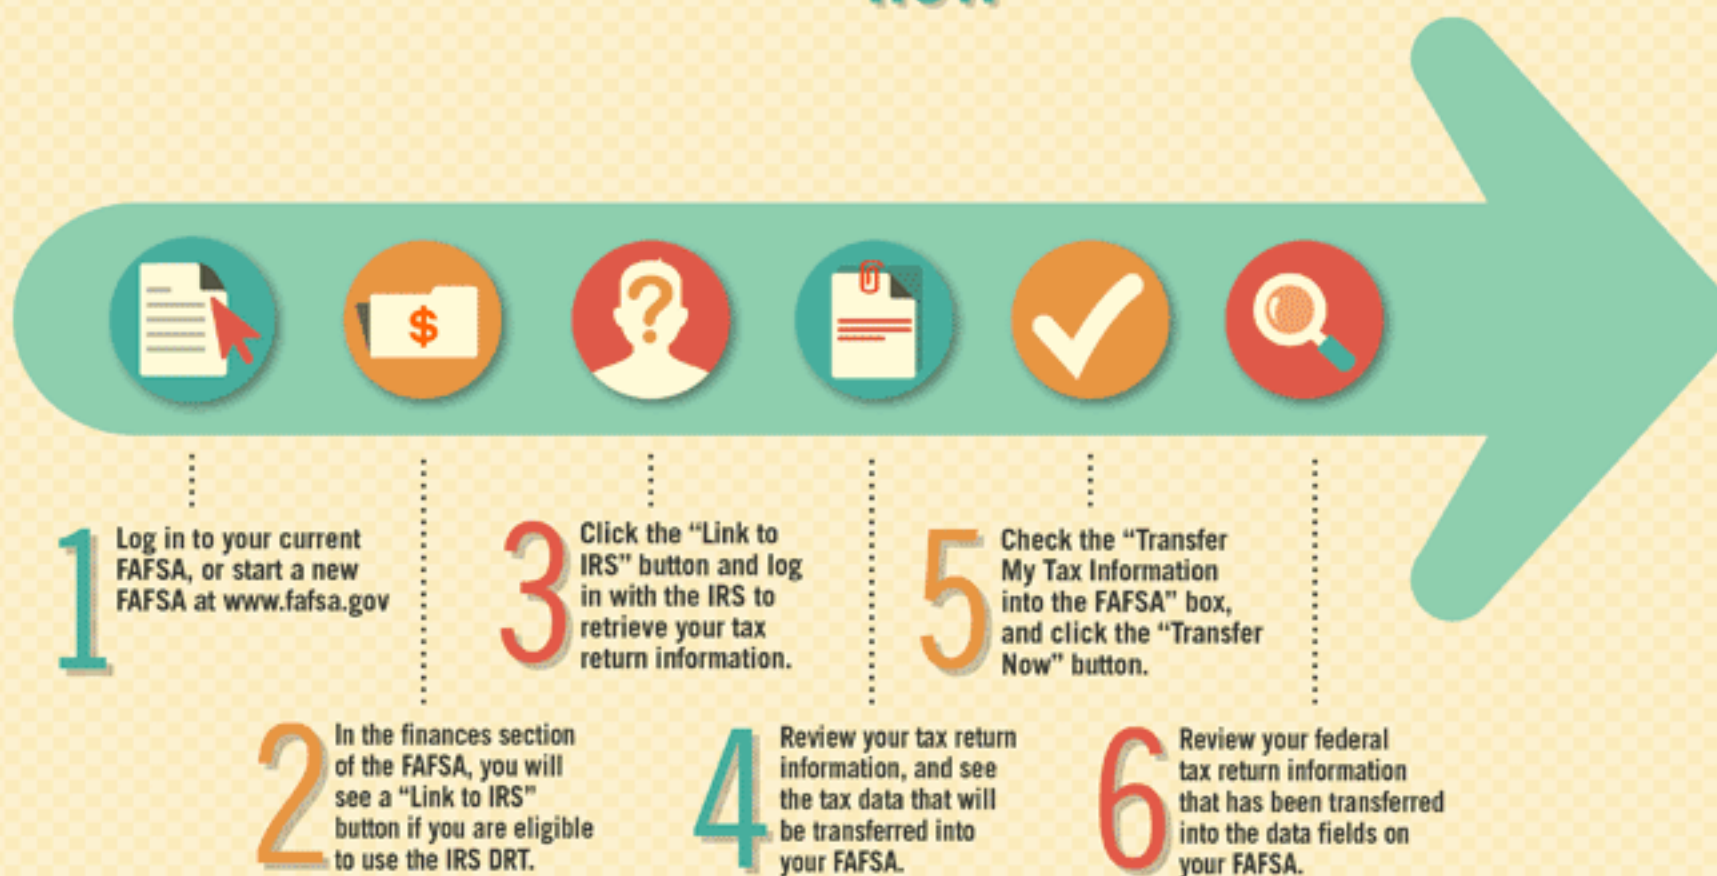 1
Log in to your current
FAFSA, or start a new
FAFSA at www.fafsa.gov
2
In the finances section
of the FAFSA, you will
see a “Link to IRS”
button if you are eligible
to use the IRS DRT.
3
Click the “Link to
IRS” button and log
in with the IRS to
retrieve your tax
return information.
4
Review your tax return
information, and see
the tax data that will
be transferred into
your FAFSA.
5
Check the “Transfer
My Tax Information
into the FAFSA” box,
and click the “Transfer
Now” button.
6
Review your federal
tax return information
that has been transferred
into the data fields on
your FAFSA.
$
?